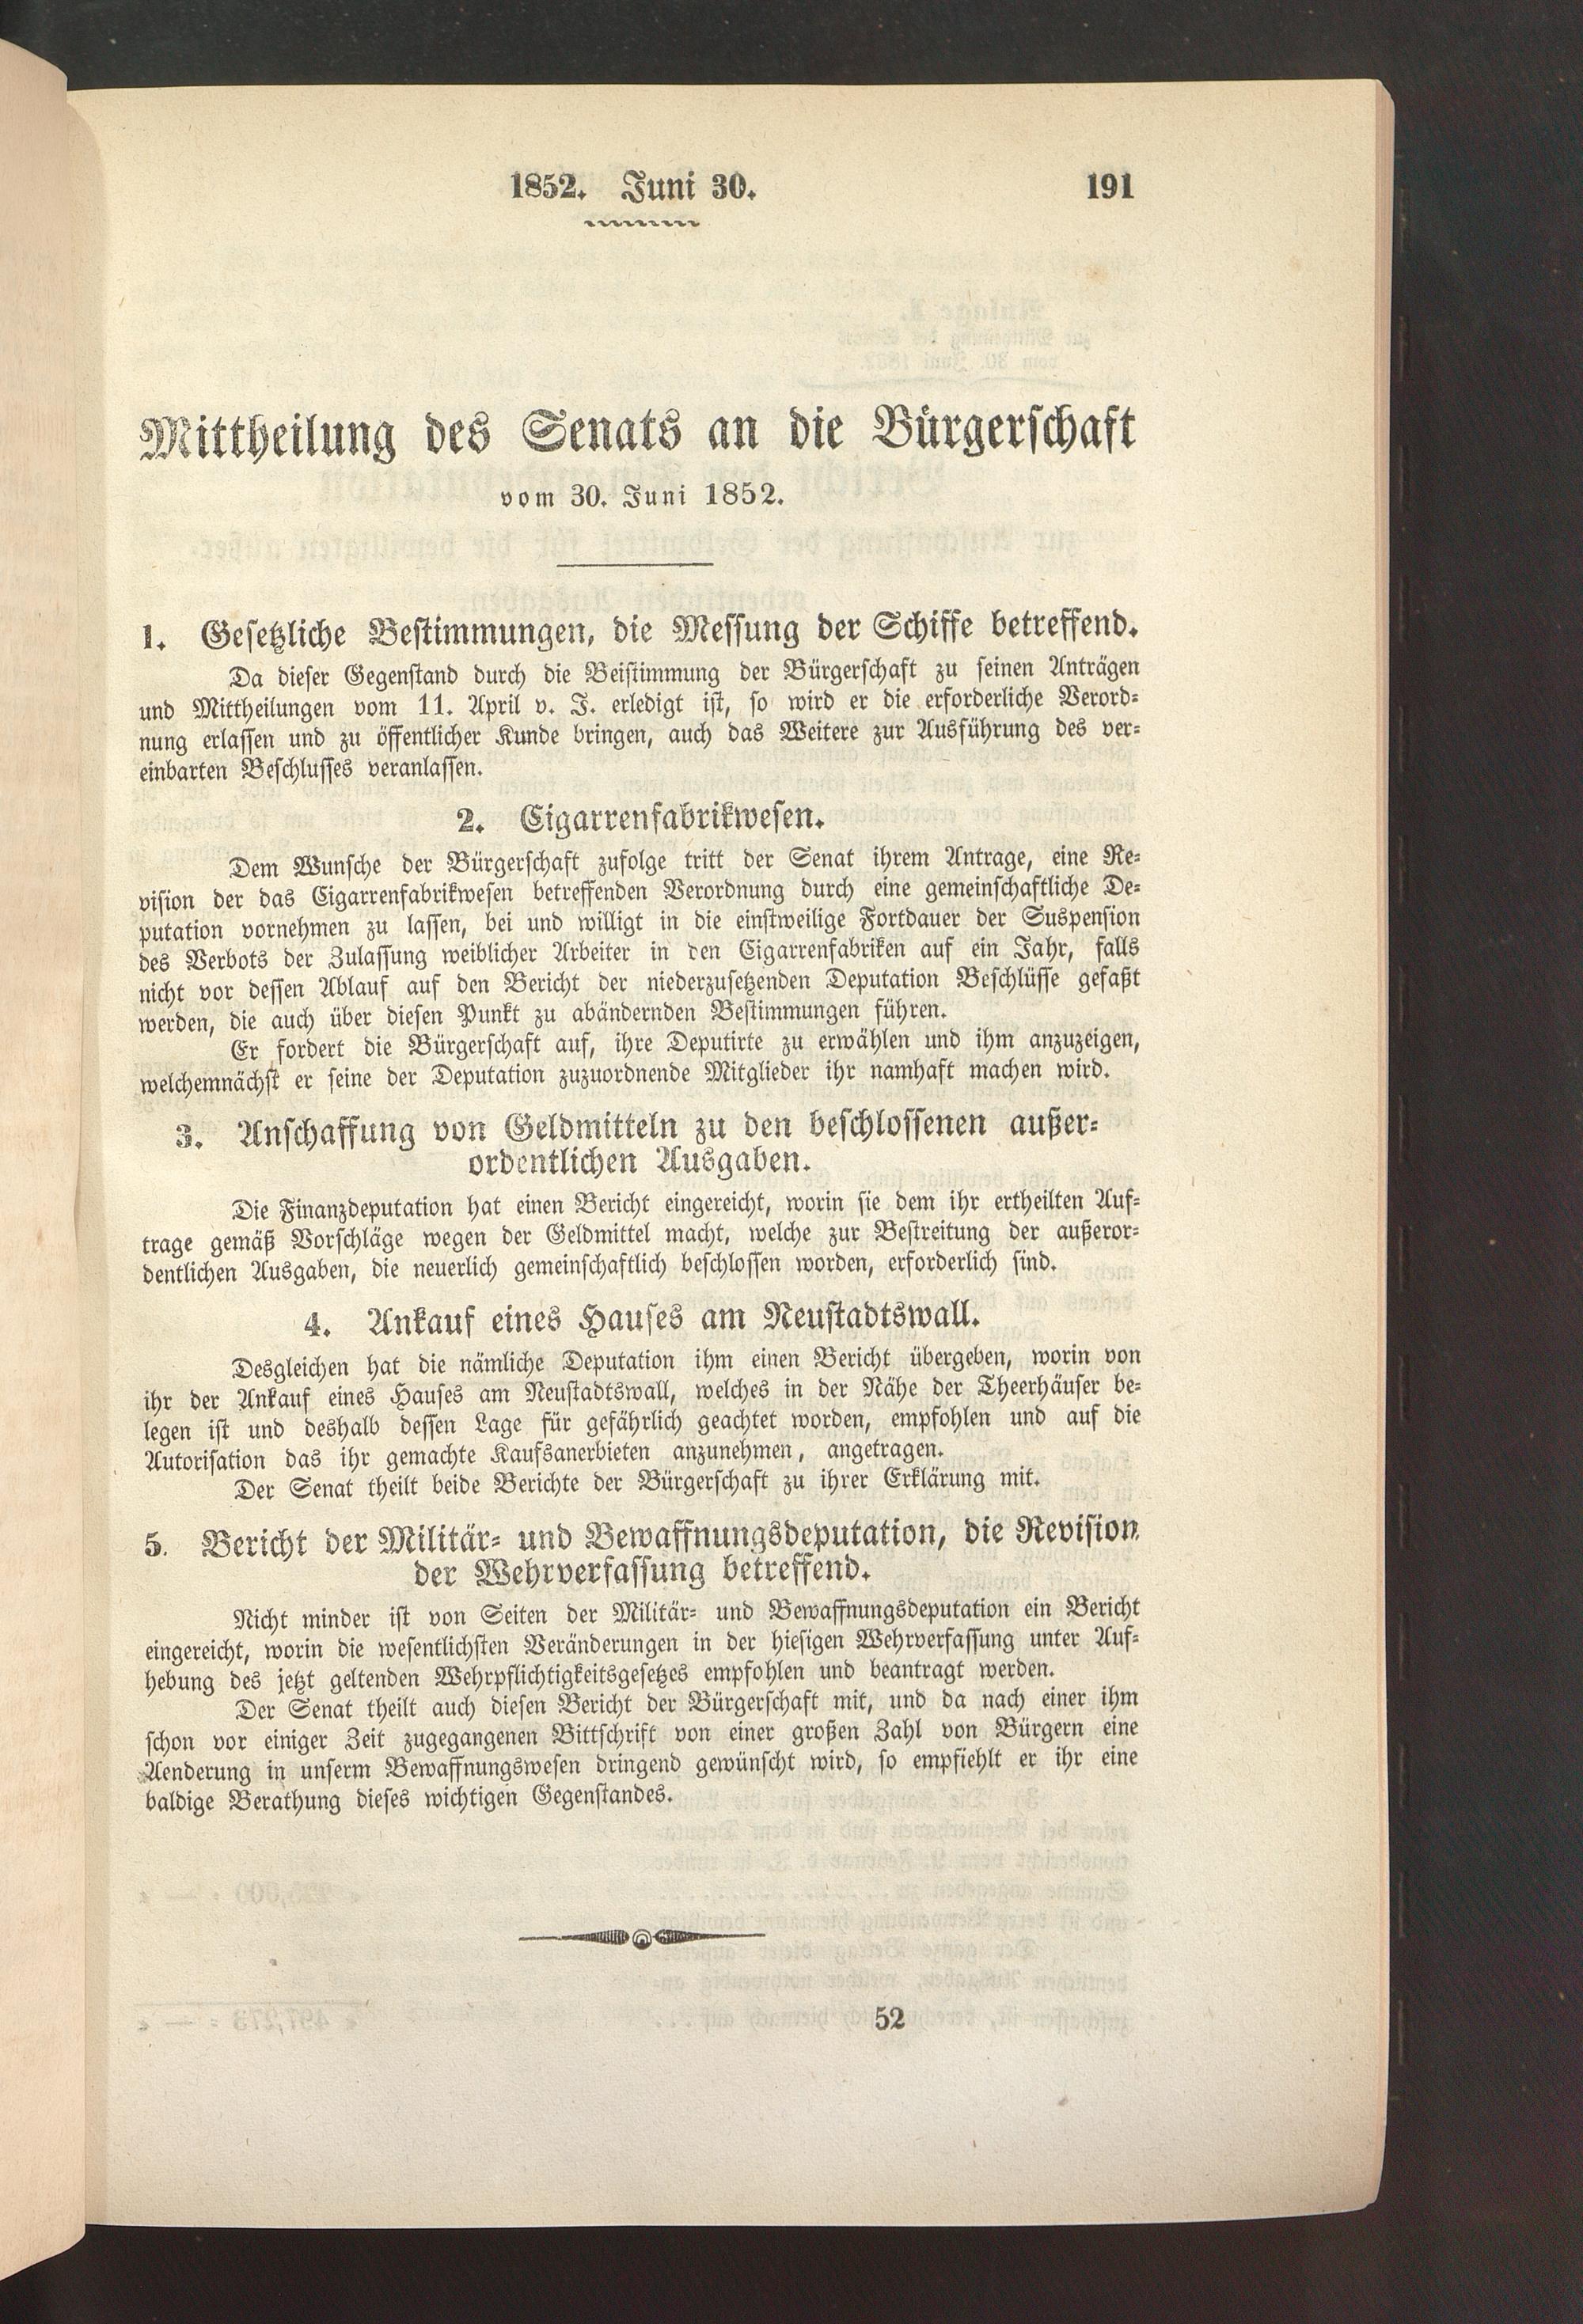 1852. Juni 30. 191
Mittheilung des Senats an die Bürgerschaft
vom 30. Juni 1852.
1. Gesetzliche Bestimmungen, die Messung der Schiffe betreffend.
Da dieser Gegenstand durch die Beistimmung der Bürgerschaft zu seinen Anträgen
und Mittheilungen vom 11. April v. J. erledigt ist, so wird er die erforderliche Verord-
nung erlassen und zu öffentlicher Kunde bringen, auch das Weitere zur Ausführung des ver-
einbarten Beschlusses veranlassen.
2. Cigarrenfabrikwesen.
Dem Wunsche der Bürgerschaft zufolge tritt der Senat ihrem Antrage, eine Re-
vision der das Cigarrenfabrikwesen betreffenden Verordnung durch eine gemeinschaftliche De-
putation vornehmen zu lassen, bei und willigt in die einstweilige Fortdauer der Suspension
des Verbots der Zulassung weiblicher Arbeiter in den Cigarrenfabriken auf ein Jahr, falls
nicht vor dessen Ablauf auf den Bericht der niederzusetzenden Deputation Beschlüsse gefaßt
werden, die auch über diesen Punkt zu abändernden Bestimmungen führen.
Er fordert die Bürgerschaft auf, ihre Deputirte zu erwählen und ihm anzuzeigen,
welchemnächst er seine der Deputation zuzuordnende Mitglieder ihr namhaft machen wird.
3. Anschaffung von Geldmitteln zu den beschlossenen außer-
ordentlichen Ausgaben.
Die Finanzdeputation hat einen Bericht eingereicht, worin sie dem ihr ertheilten Auf-
trage gemäß Vorschläge wegen der Geldmittel macht, welche zur Bestreitung der außeror-
dentlichen Ausgaben, die neuerlich gemeinschaftlich beschlossen worden, erforderlich sind.
4. Ankauf eines Hauses am Neustadtswall.
Desgleichen hat die nämliche Deputation ihm einen Bericht übergeben, worin von
ihr der Ankauf eines Hauses am Neustadtswall, welches in der Nähe der Theerhäuser be-
legen ist und deshalb dessen Lage für gefährlich geachtet worden, empfohlen und auf die
Autorisation das ihr gemachte Kaufsanerbieten anzunehmen, angetragen.
Der Senat theilt beide Berichte der Bürgerschaft zu ihrer Erklärung mit.
5. Bericht der Militär- und Bewaffnungsdeputation, die Revision
der Wehrverfassung betreffend.
Nicht minder ist von Seiten der Militär- und Bewaffnungsdeputation ein Bericht
eingereicht, worin die wesentlichsten Veränderungen in der hiesigen Wehrverfassung unter Auf-
hebung des jetzt geltenden Wehrpflichtigkeitsgesetzes empfohlen und beantragt werden.
Der Senat theilt auch diesen Bericht der Bürgerschaft mit, und da nach einer ihm
schon vor einiger Zeit zugegangenen Bittschrift von einer großen Zahl von Bürgern eine
Aenderung in unserm Bewaffnungswesen dringend gewünscht wird, so empfiehlt er ihr eine
baldige Berathung dieses wichtigen Gegenstandes.
52